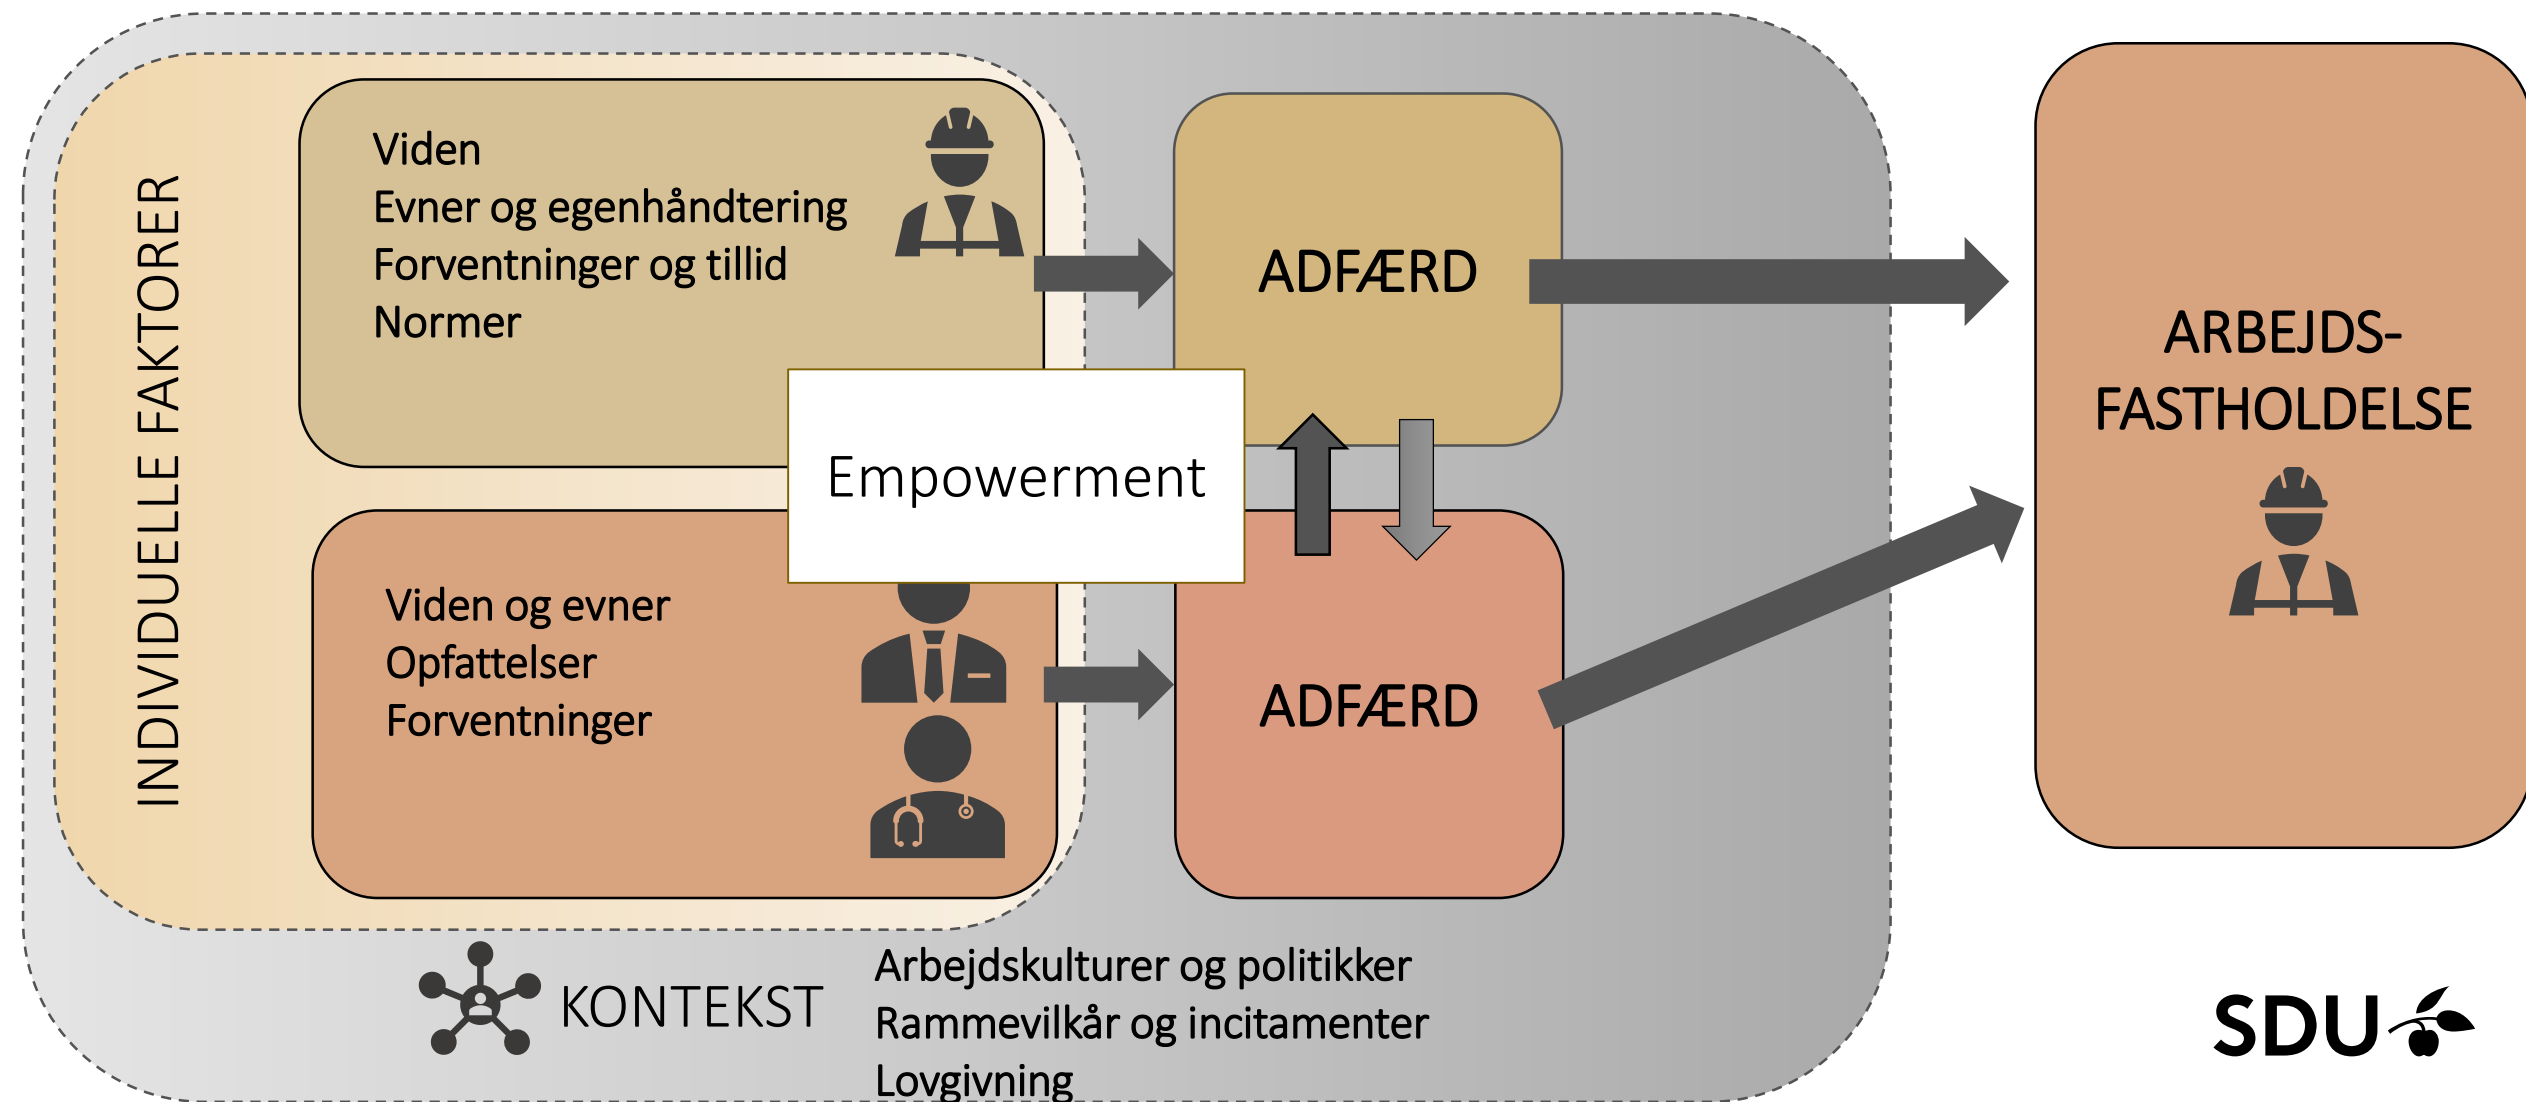 INDIVIDUELLE FAKTORER
Viden
Evner og egenhåndtering
Forventninger og tillid
Normer
Empowerment
Viden og evner
Opfattelser
Forventninger
ADFÆRD
ADFÆRD
ARBEJDS-
FASTHOLDELSE
KONTEKST
Arbejdskulturer og politikker
Rammevilkår og incitamenter
Lovgivning
SDU